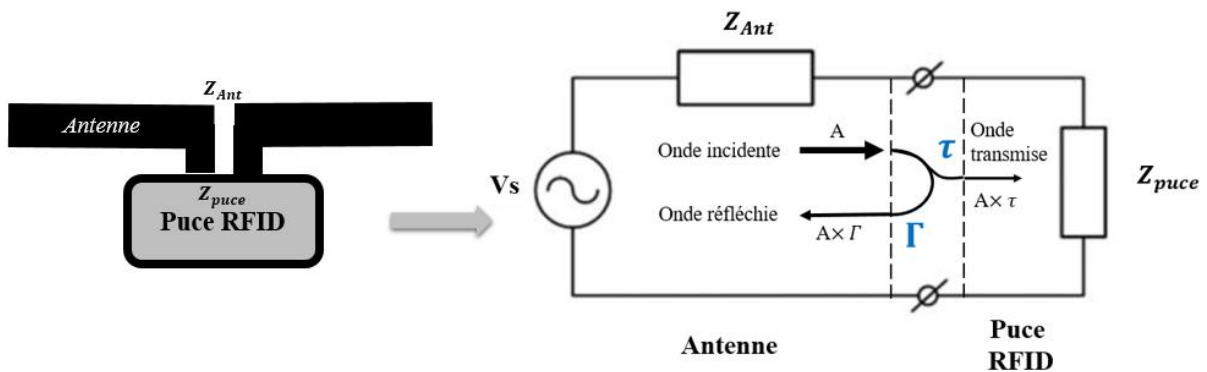 Z_Ant
Antenne
Z_puce
Puce RFID
Z_Ant
Onde incidente
A
τ
Onde
transmise
Vs
Z_puce
Onde réfléchie
A× Γ
Γ
A× τ
Antenne
Puce
RFID